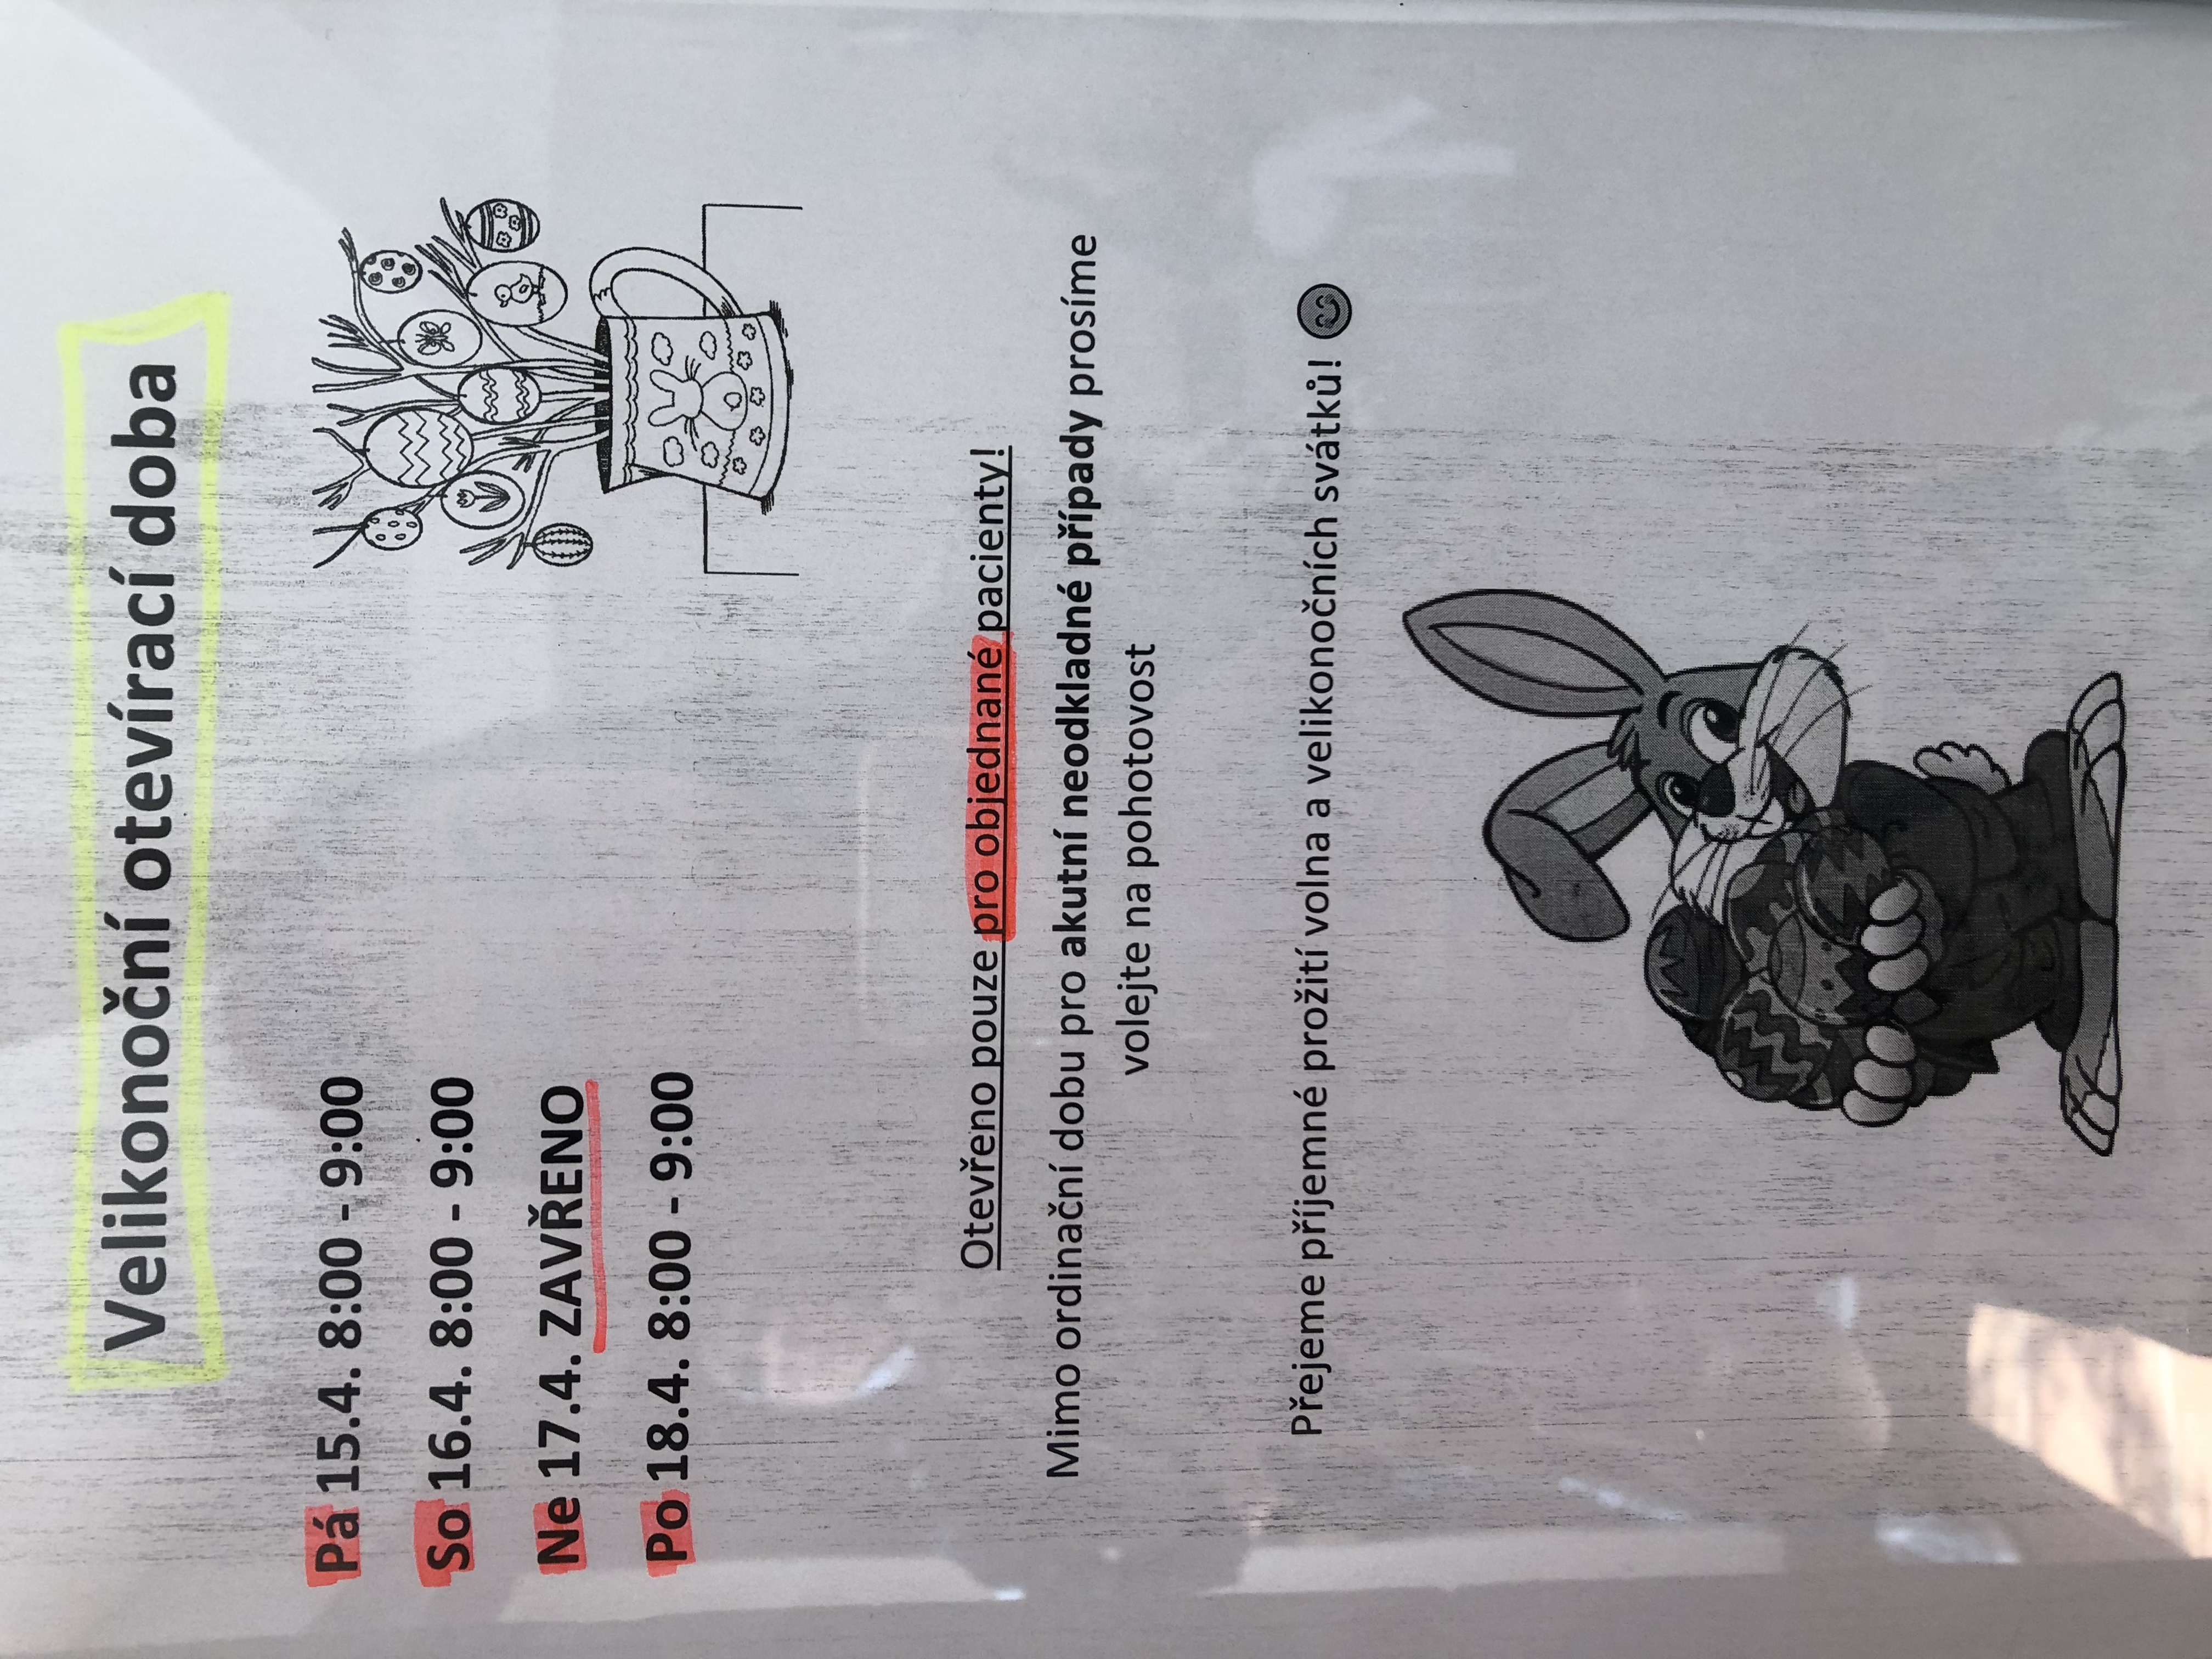 Velikonoční otevírací doba
Pá 15.4. 8:00 - 9:00
So 16.4. 8:00 - 9:00
Ne 17.4. ZAVŘENO
Po 18.4. 8:00 - 9:00
Otevřeno pouze pro objednané pacienty!
Mimo ordinační dobu pro akutní neodkladné případy prosíme
volejte na pohotovost
Přejeme příjemné prožití volna a velikonočních svátků! 😊